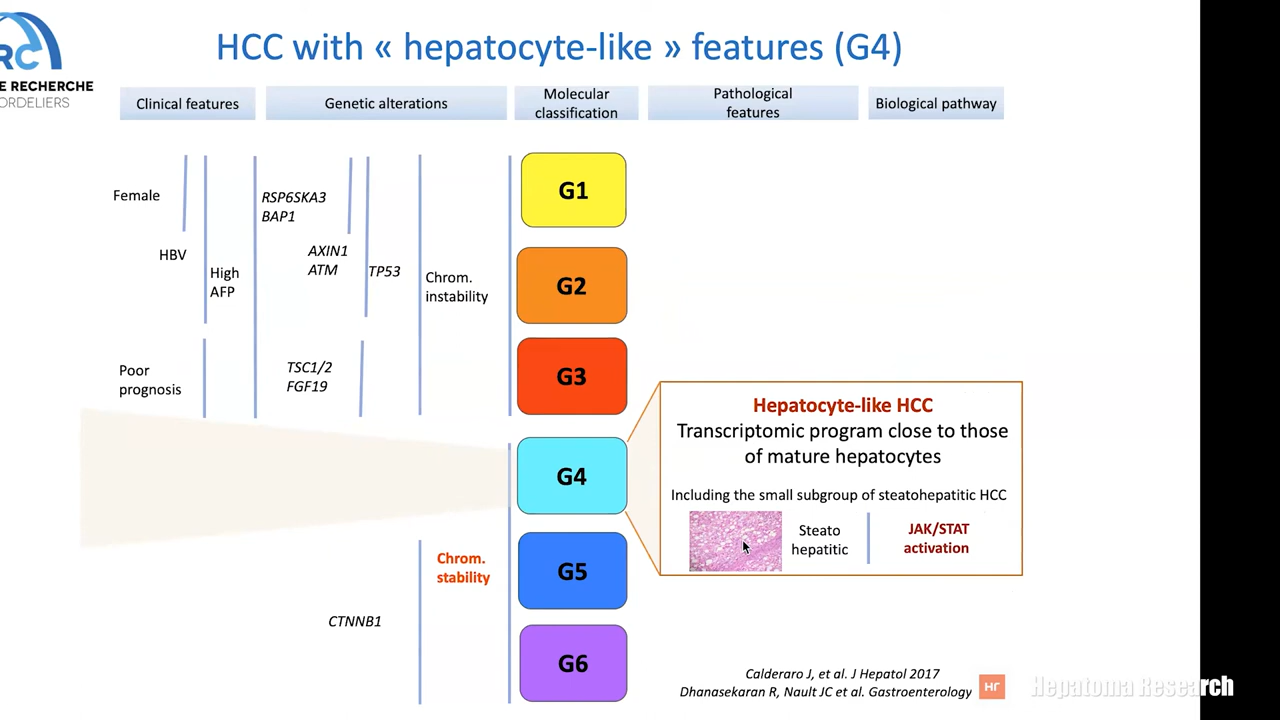 HCC with « hepatocyte-like » features (G4)
RC
E RECHERCHE
ORDELIERS
Clinical features
Genetic alterations
Molecular
classification
Pathological
features
Biological pathway
Female
HBV
High
AFP
Poor
prognosis
RSP6SKA3
BAP1
AXIN1
ATM
TP53
TSC1/2
FGF19
Chrom.
instability
Chrom.
stability
CTNNB1
G1
G2
G3
G4
G5
G6
Hepatocyte-like HCC
Transcriptomic program close to those
of mature hepatocytes
Including the small subgroup of steatohepatitic HCC
Steato
hepatitic
JAK/STAT
activation
Calderaro J, et al. J Hepatol 2017
Dhanasekaran R, Nault JC et al. Gastroenterology
HR
Hepatoma Research